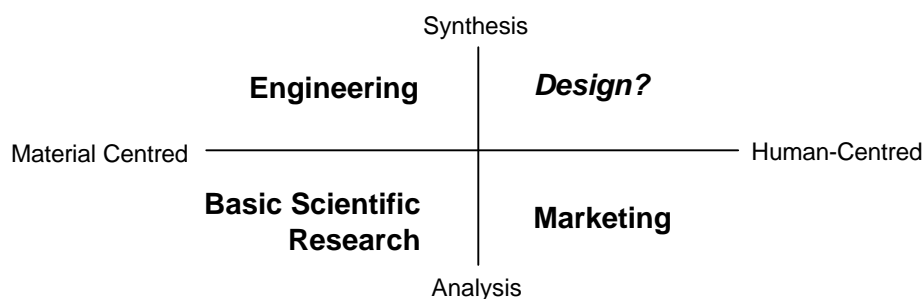 Synthesis
Engineering
Design?
Material Centred
Human-Centred
Basic Scientific
Research
Marketing
Analysis